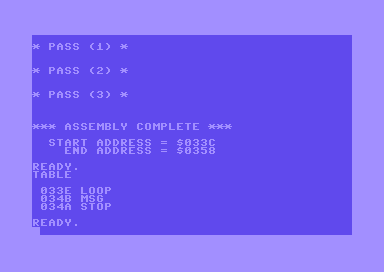 * PASS (1) *
* PASS (2) *
* PASS (3) *
*** ASSEMBLY COMPLETE ***
START ADDRESS = $033C
END ADDRESS = $0358
READY.
TABLE
033E LOOP
034B MSG
034A STOP
READY.